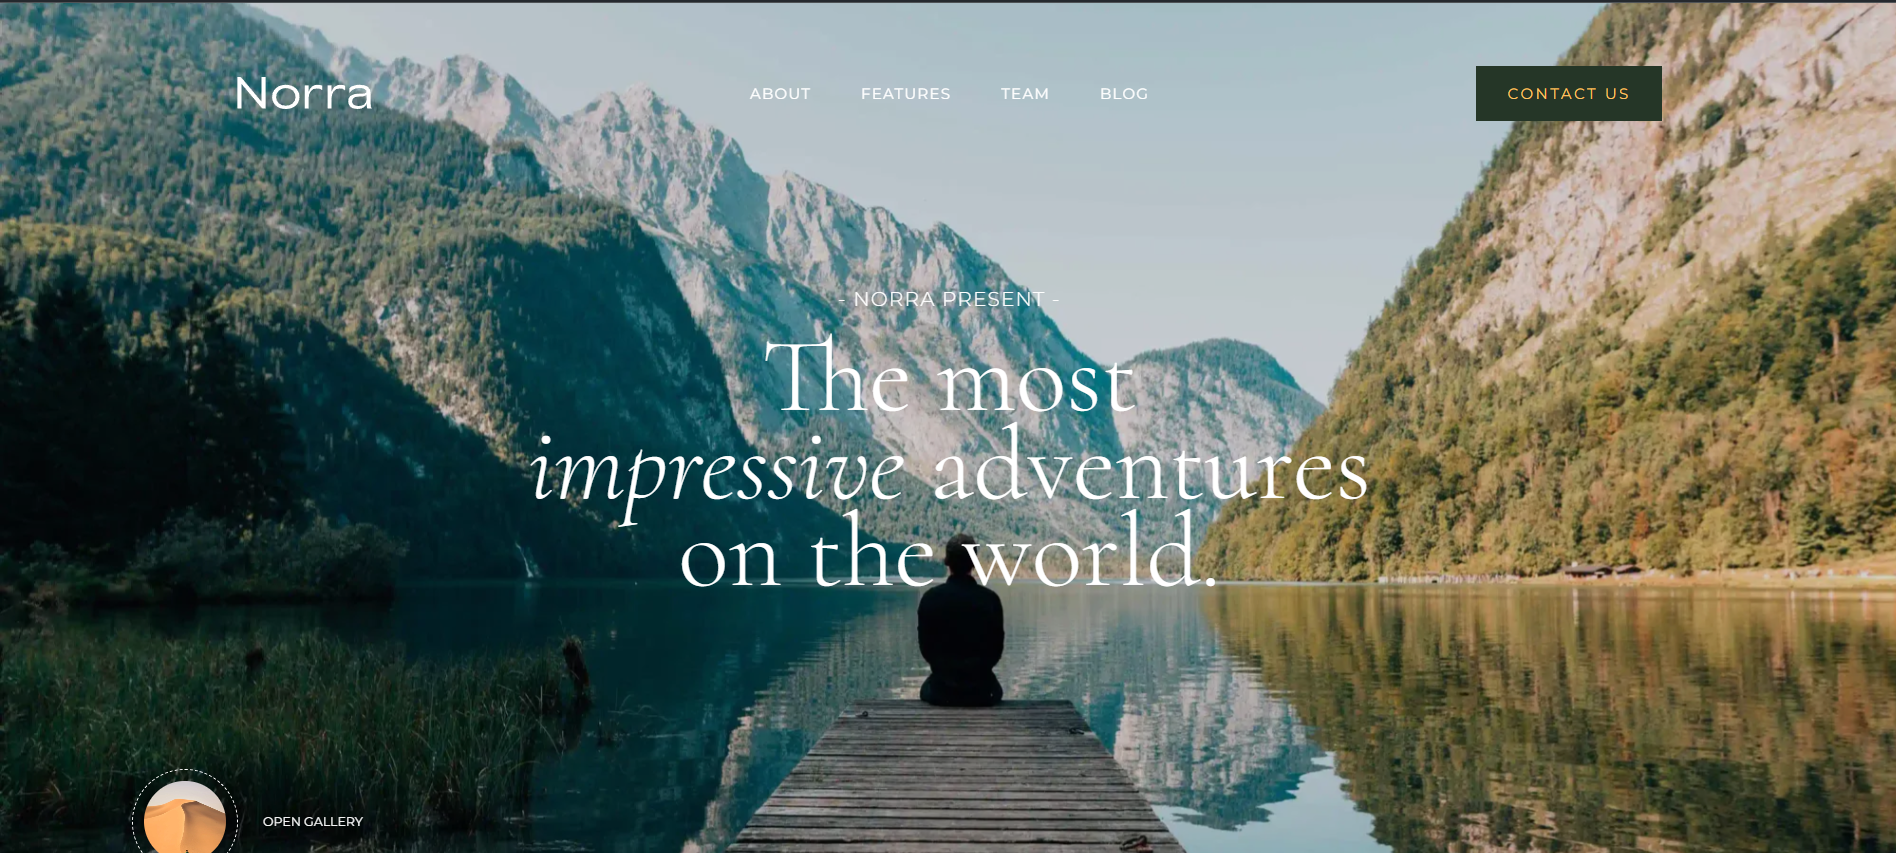 Norra
ABOUT FEATURES TEAM BLOG
CONTACT US
- NORRA PRESENT -
The most
impressive adventures
on the world.
OPEN GALLERY